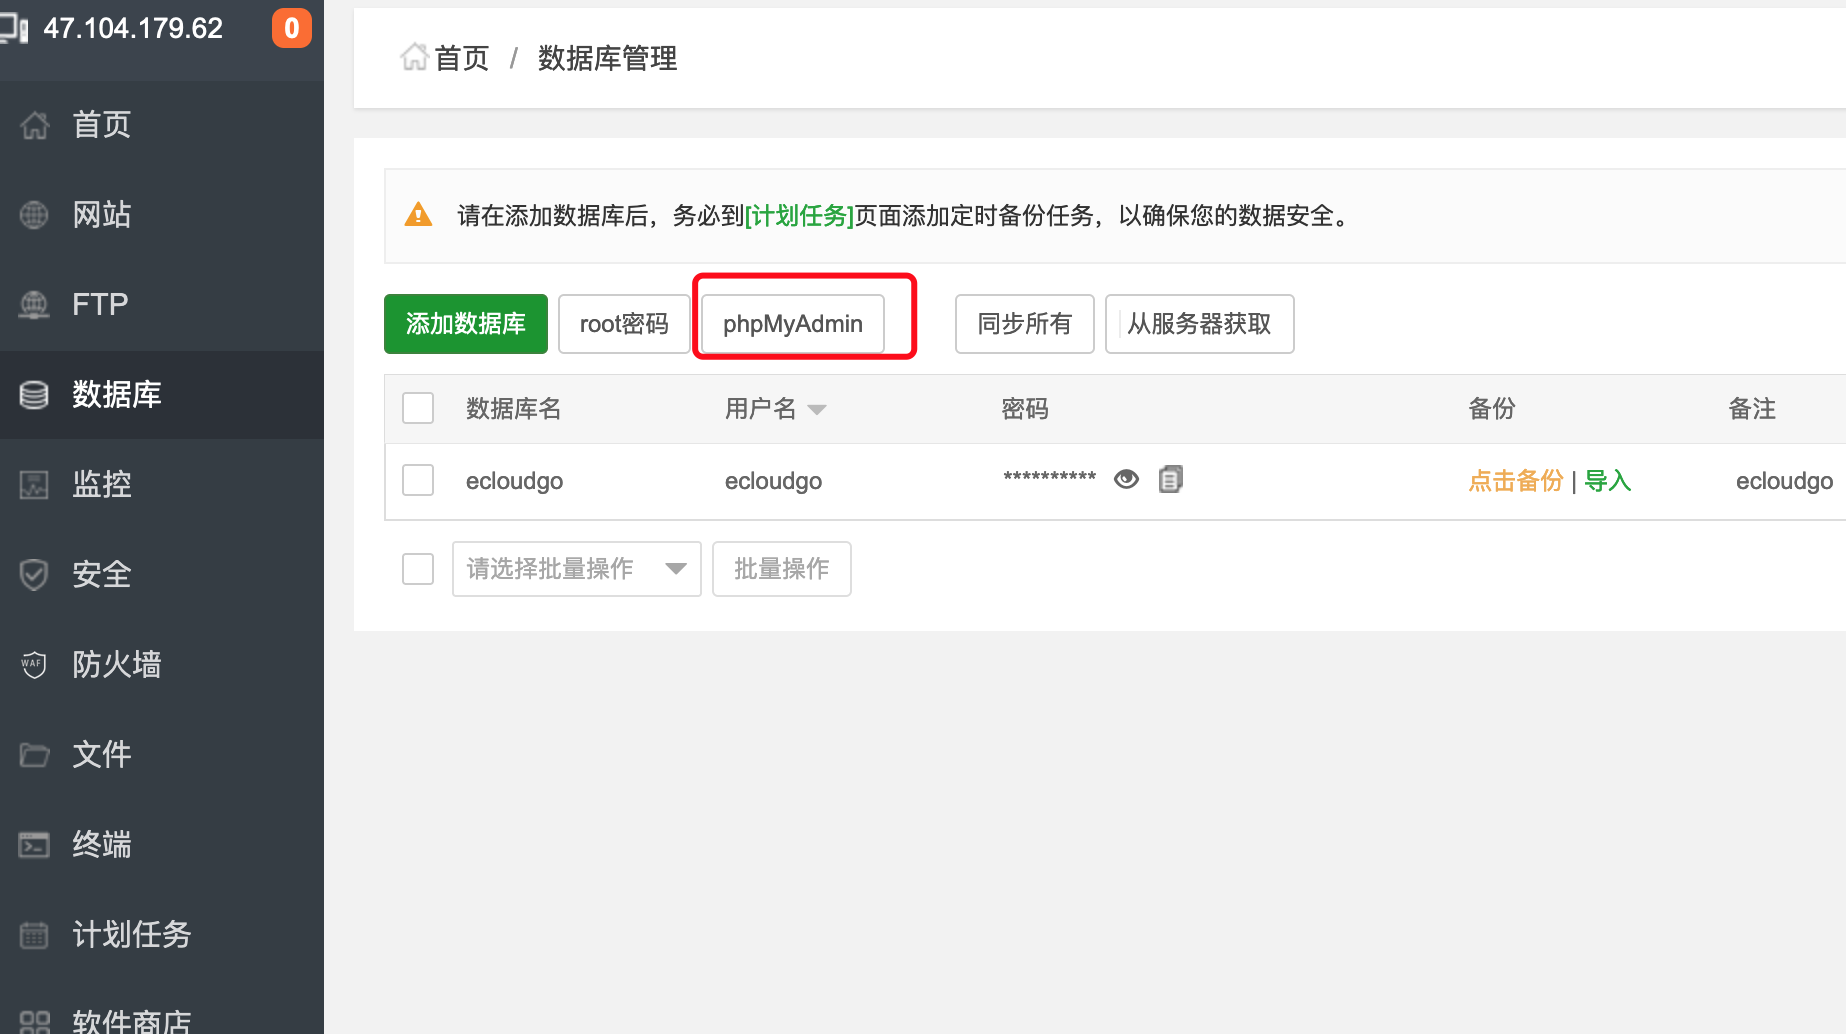 47.104.179.62 0
首页
网站
FTP
数据库
监控
安全
WAF 防火墙
文件
终端
计划任务
软件商店
首页 / 数据库管理
请在添加数据库后，务必到[计划任务]页面添加定时备份任务，以确保您的数据安全。
添加数据库 root密码 phpMyAdmin 同步所有 从服务器获取
数据库名 用户名 密码 备份 备注
ecloudgo ecloudgo ********** 点击备份 | 导入 ecloudgo
请选择批量操作 批量操作